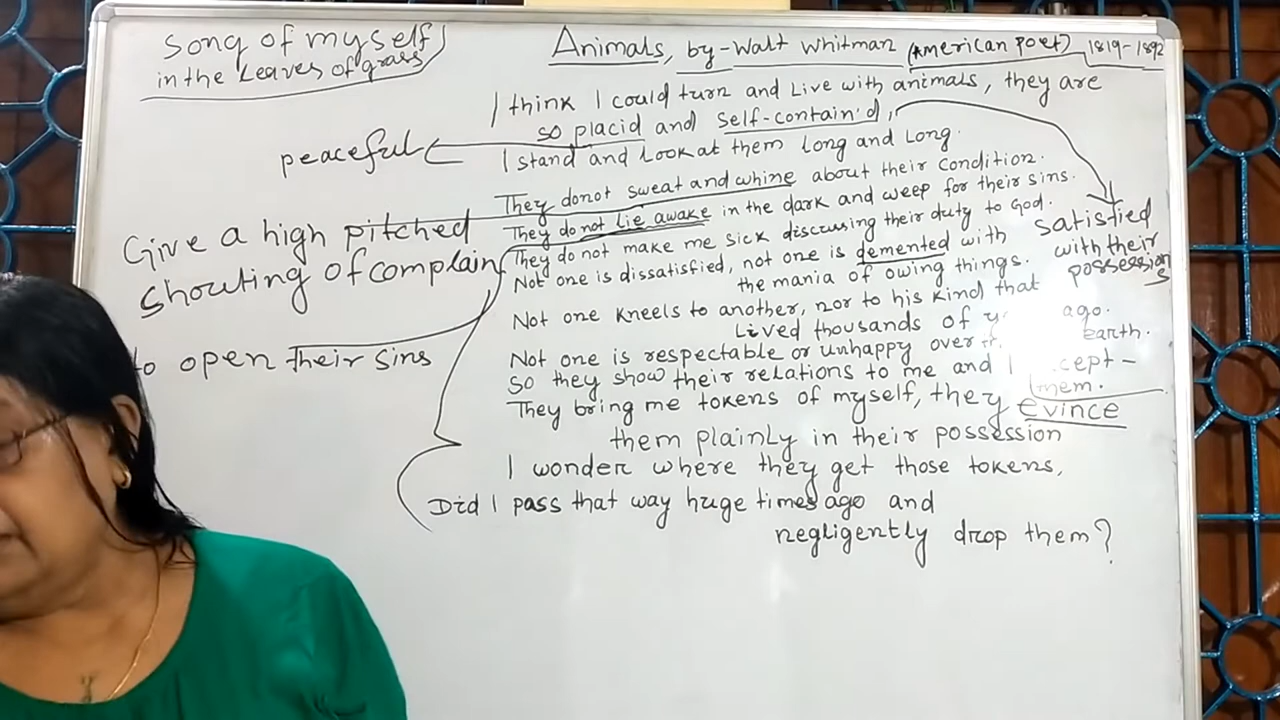 Song of myself
in the Leaves of grass
Animals, by-Walt Whitman (American Poet) 1819-1892
I think I could turn and Live with animals, they are
so placid and self-contain'd,
peaceful
I stand and Look at them Long and Long.
They donot sweat and whine about their condition.
They do not lie awake in the dark and weep for their sins.
They do not make me sick discussing their duty to God.
Not one is dissatisfied, not one is demented with
the mania of owing things.
satisfied
with their
possessions
Give a high pitched
shouting of complain
to open their sins
Not one kneels to another, nor to his kind that
Lived thousands of ago.
Not one is respectable or unhappy over earth.
So they show their relations to me and I cept-
them.
They bring me tokens of myself, they evince
them plainly in their possession
I wonder where they get those tokens,
Did I pass that way huge times ago and
negligently drop them?